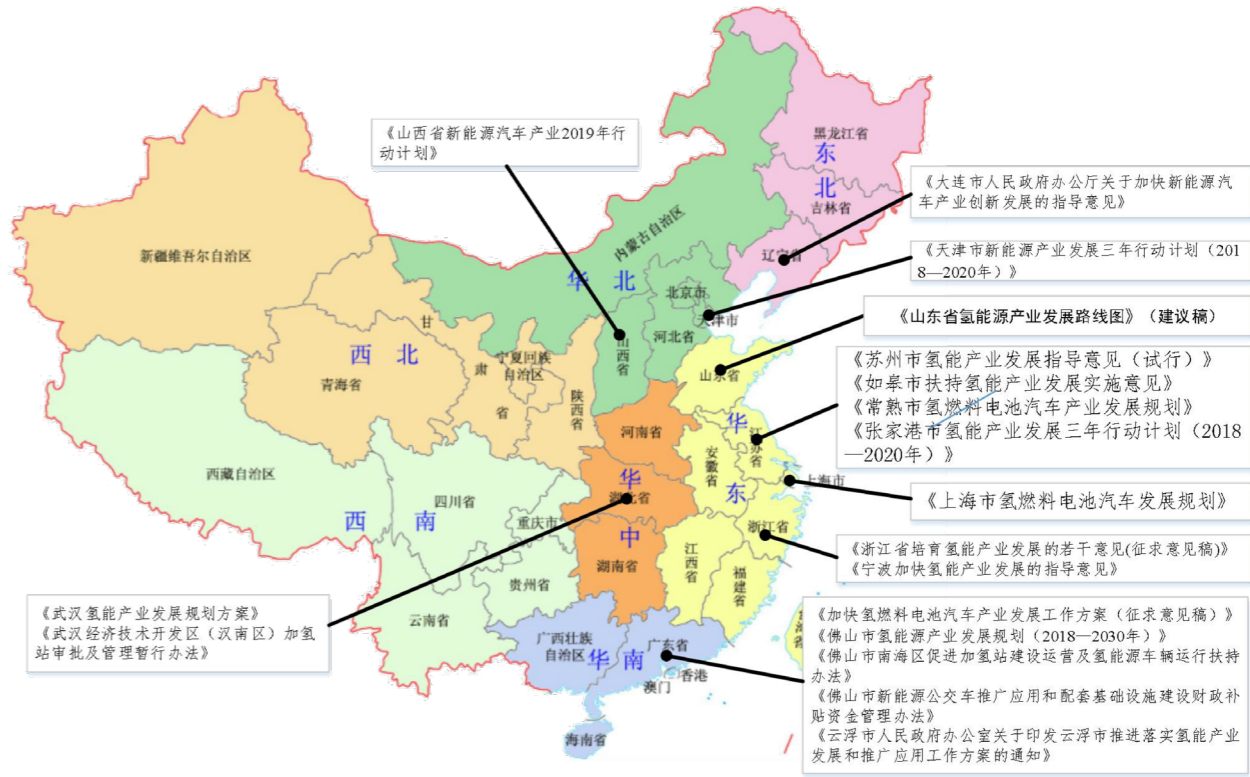 《山西省新能源汽车产业2019年行
动计划》
黑龙江省
东
北
吉林省
辽宁省
《大连市人民政府办公厅关于加快新能源汽
车产业创新发展的指导意见》
内蒙古自治区
华 北
新疆维吾尔自治区
《天津市新能源产业发展三年行动计划（201
8—2020年）》
北京市
天津市
河北省
山西省
《山东省氢能源产业发展路线图》（建议稿）
甘
肃
省
宁夏回族
自治区
西 北
青海省
陕西省
山东省
《苏州市氢能产业发展指导意见（试行）》
《如皋市扶持氢能产业发展实施意见》
《常熟市氢燃料电池汽车产业发展规划》
《张家港市氢能产业发展三年行动计划（2018
—2020年）》
河南省
华
东
江苏省
安徽省
上海市
《上海市氢燃料电池汽车发展规划》
西藏自治区
四川省
西 南
重庆市
华
中
湖北省
湖南省
浙江省
《浙江省培育氢能产业发展的若干意见(征求意见稿)》
《宁波加快氢能产业发展的指导意见》
江西省
福建省
贵州省
云南省
《武汉氢能产业发展规划方案》
《武汉经济技术开发区（汉南区）加氢
站审批及管理暂行办法》
广西壮族
自治区
华 南
广东省
香港
澳门
海南省
《加快氢燃料电池汽车产业发展工作方案（征求意见稿）》
《佛山市氢能源产业发展规划（2018—2030年）》
《佛山市南海区促进加氢站建设运营及氢能源车辆运行扶持
办法》
《佛山市新能源公交车推广应用和配套基础设施建设财政补
贴资金管理办法》
《云浮市人民政府办公室关于印发云浮市推进落实氢能产业
发展和推广应用工作方案的通知》